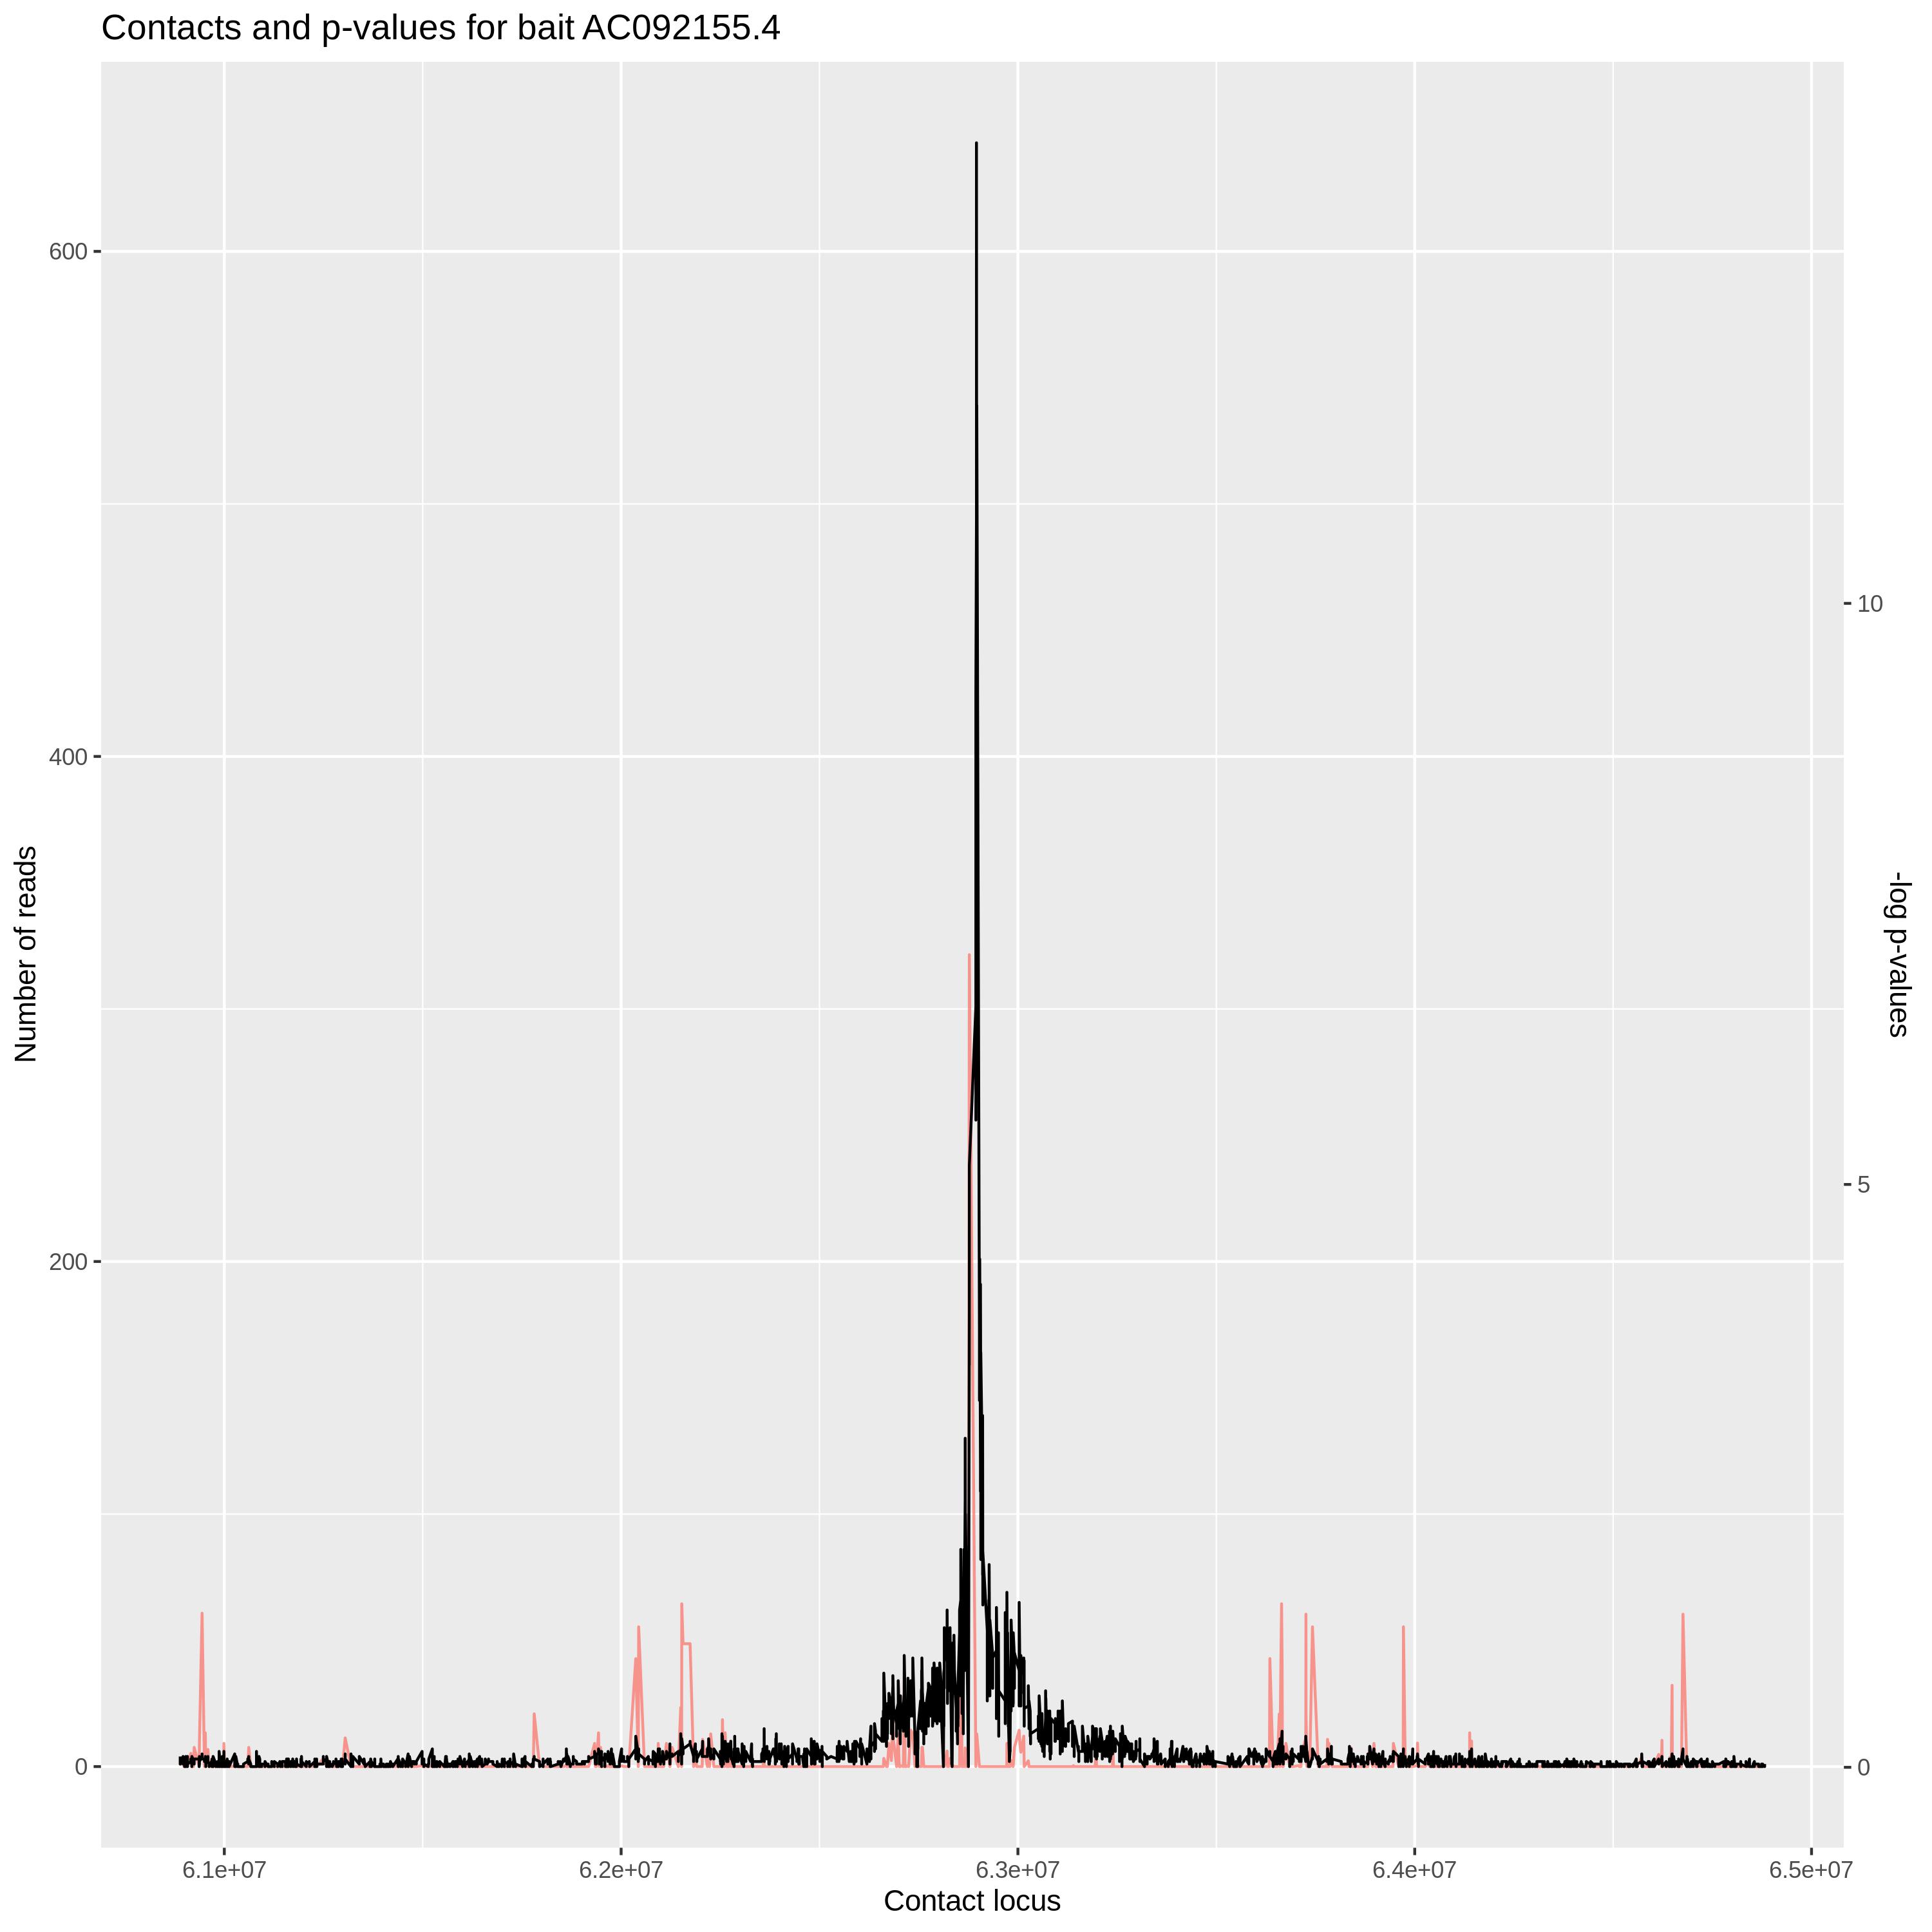 Contacts and p-values for bait AC092155.4
600
400
200
0
Number of reads
10
5
0
-log p-values
6.1e+07
6.2e+07
6.3e+07
6.4e+07
6.5e+07
Contact locus